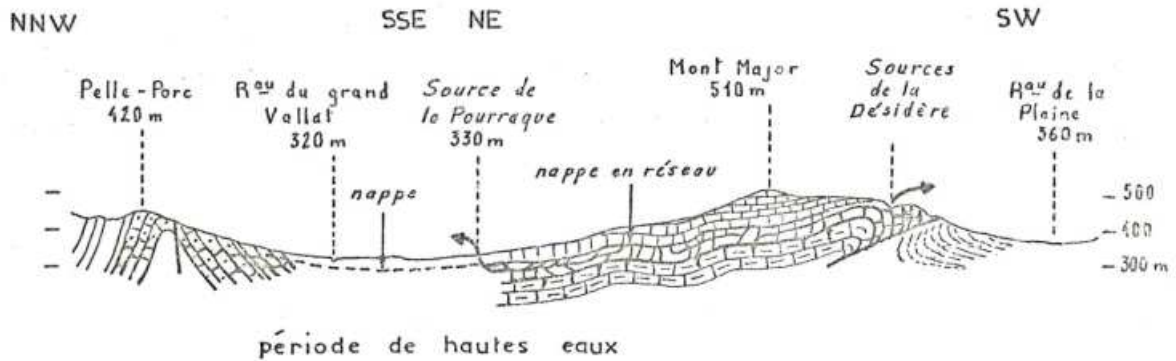 NNW SSE NE SW
Pelle-Porc
420 m
Rau du grand
Vallat
320 m
Source de
la Pourraque
330 m
Mont Major
510 m
Sources
de la
Désidère
Rau de la
Plaine
360 m
nappe
nappe en réseau
500
400
300 m
période de hautes eaux